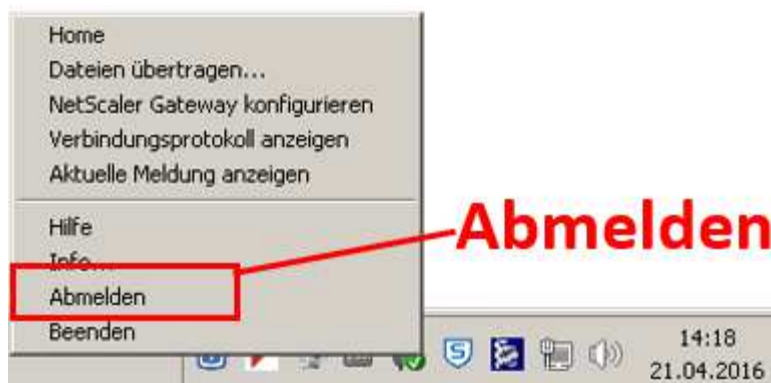 Home
Dateien übertragen...
NetScaler Gateway konfigurieren
Verbindungsprotokoll anzeigen
Aktuelle Meldung anzeigen
Hilfe
Info...
Abmelden
Beenden
Abmelden
14:18
21.04.2016